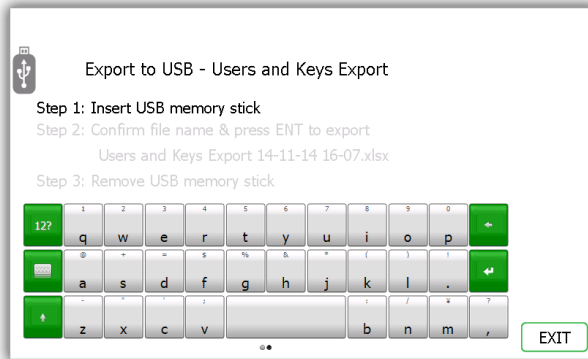 Export to USB - Users and Keys Export
Step 1: Insert USB memory stick
Step 2: Confirm file name & press ENT to export
Users and Keys Export 14-11-14 16-07.xlsx
Step 3: Remove USB memory stick
1 2 3 4 5 6 7 8 9 0
12? q w e r t y u i o p
@ + = $ % & * ( ) !
a s d f g h j k l .
- " ' ; : / ¥ ?
z x c v b n m ,
EXIT